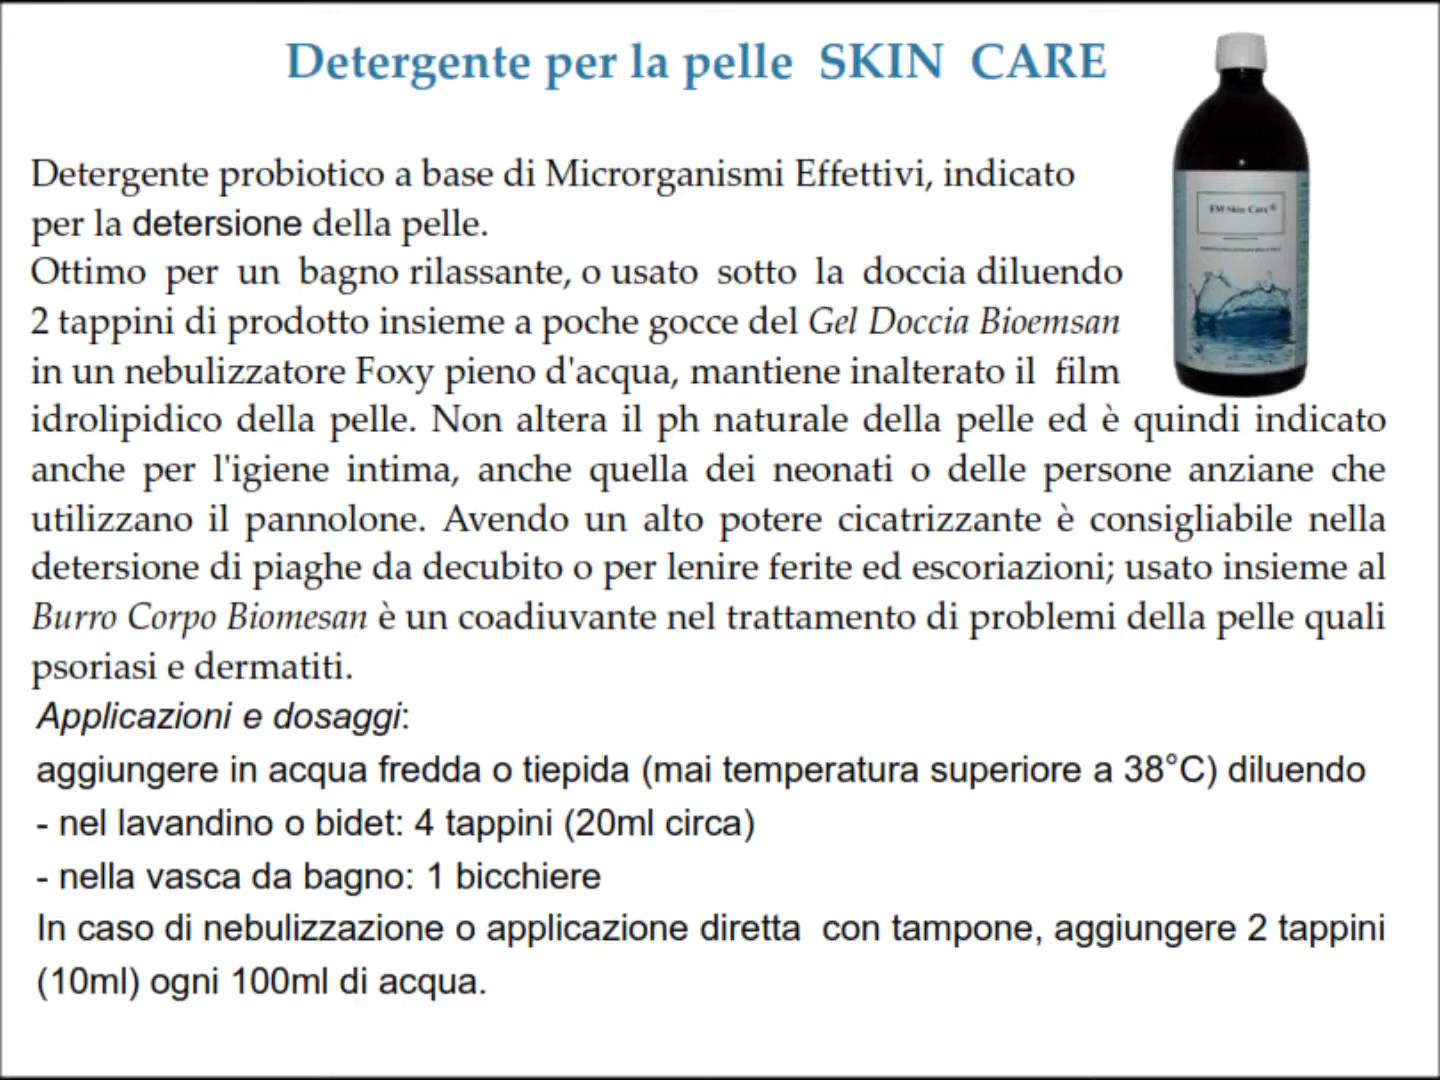 Detergente per la pelle SKIN CARE
Detergente probiotico a base di Microrganismi Effettivi, indicato
per la detersione della pelle.
Ottimo per un bagno rilassante, o usato sotto la doccia diluendo
2 tappini di prodotto insieme a poche gocce del Gel Doccia Bioemsan
in un nebulizzatore Foxy pieno d'acqua, mantiene inalterato il film
idrolipidico della pelle. Non altera il ph naturale della pelle ed è quindi indicato
anche per l'igiene intima, anche quella dei neonati o delle persone anziane che
utilizzano il pannolone. Avendo un alto potere cicatrizzante è consigliabile nella
detersione di piaghe da decubito o per lenire ferite ed escoriazioni; usato insieme al
Burro Corpo Biomesan è un coadiuvante nel trattamento di problemi della pelle quali
psoriasi e dermatiti.
Applicazioni e dosaggi:
aggiungere in acqua fredda o tiepida (mai temperatura superiore a 38°C) diluendo
- nel lavandino o bidet: 4 tappini (20ml circa)
- nella vasca da bagno: 1 bicchiere
In caso di nebulizzazione o applicazione diretta con tampone, aggiungere 2 tappini
(10ml) ogni 100ml di acqua.
EM Skin Care ®